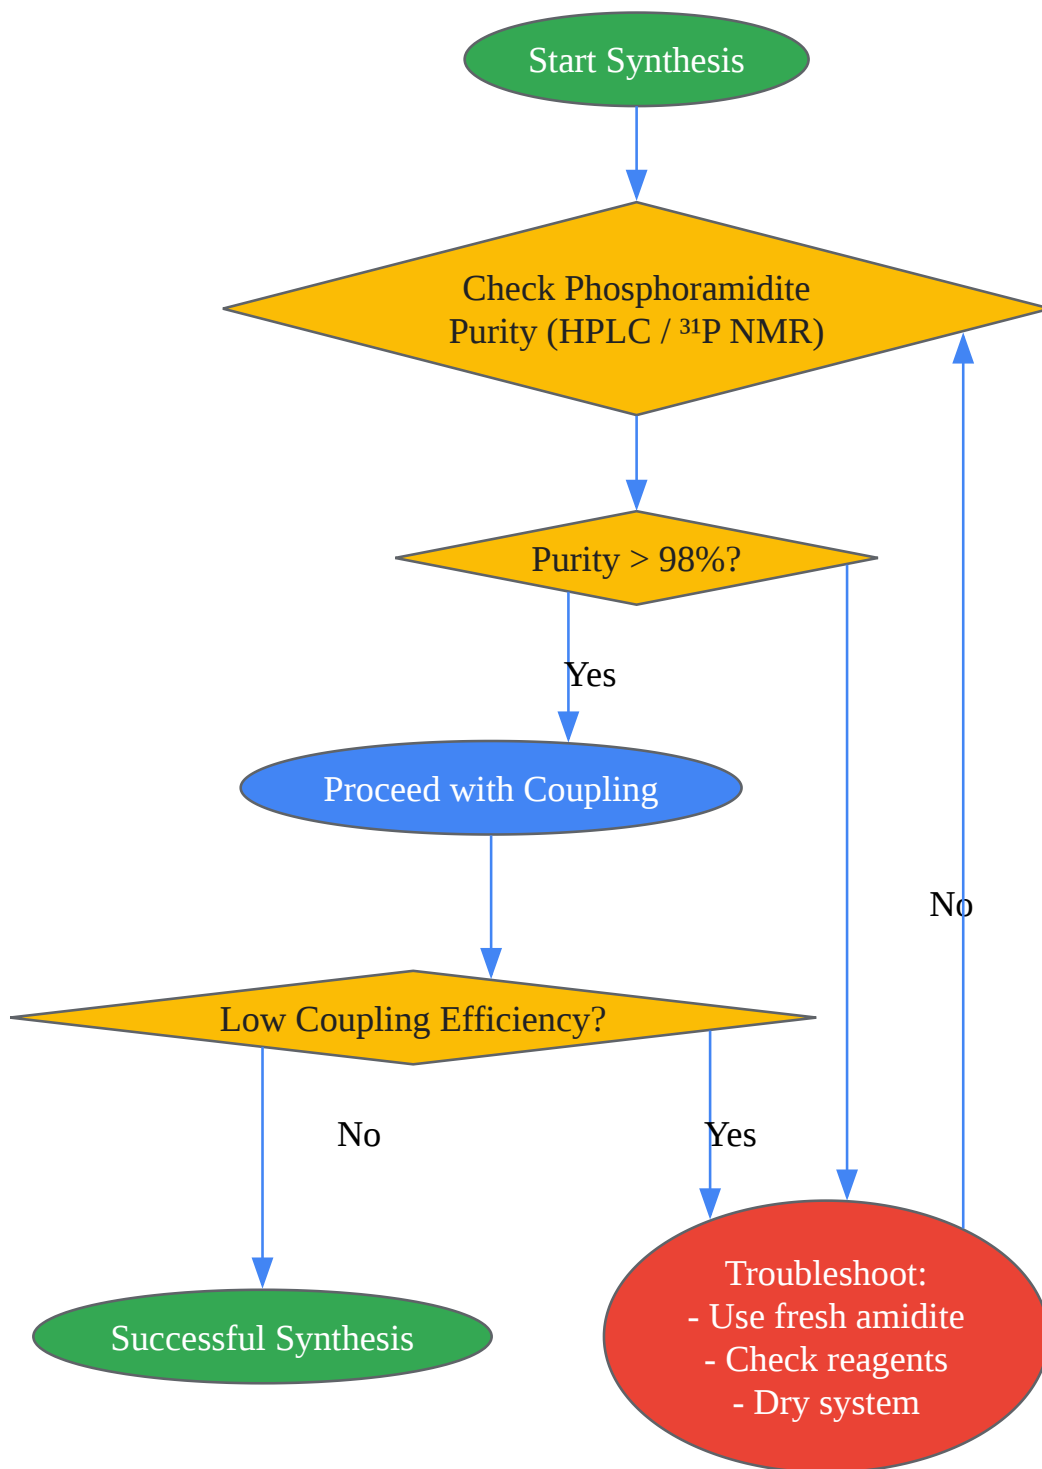 Start Synthesis
Check Phosphoramidite
Purity (HPLC / ³¹P NMR)
Purity > 98%?
Yes
Proceed with Coupling
No
Low Coupling Efficiency?
No
Yes
Troubleshoot:
- Use fresh amidite
- Check reagents
- Dry system
Successful Synthesis